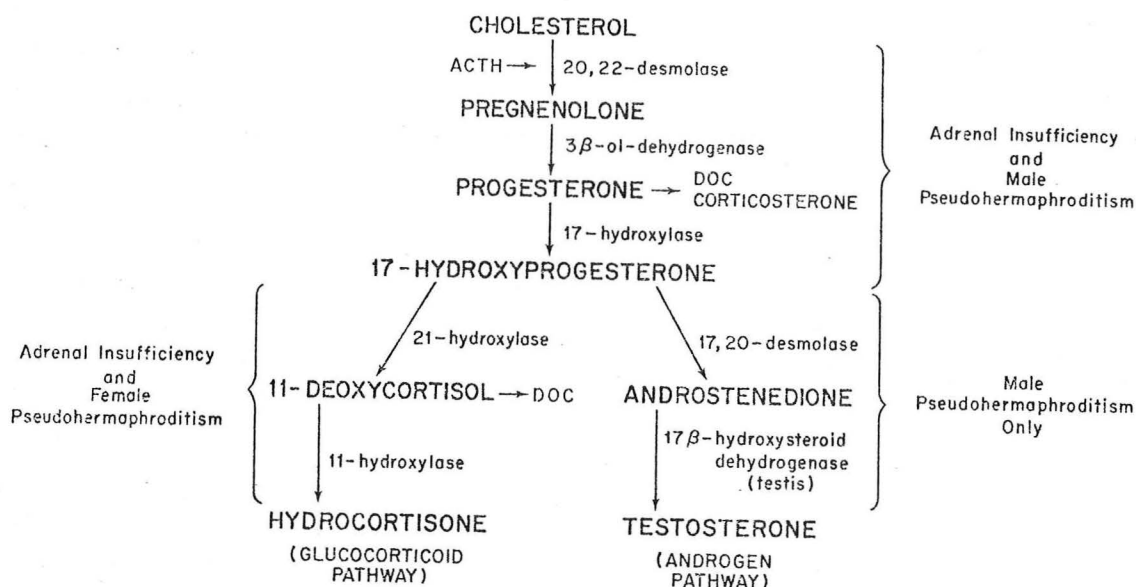 CHOLESTEROL
ACTH → 20,22-desmolase
PREGNENOLONE
3β-ol-dehydrogenase
PROGESTERONE → DOC
CORTICOSTERONE
17-hydroxylase
17-HYDROXYPROGESTERONE
Adrenal Insufficiency
and
Male
Pseudohermaphroditism
21-hydroxylase
17,20-desmolase
Adrenal Insufficiency
and
Female
Pseudohermaphroditism
11-DEOXYCORTISOL → DOC
ANDROSTENEDIONE
Male
Pseudohermaphroditism
Only
11-hydroxylase
17β-hydroxysteroid
dehydrogenase
(testis)
HYDROCORTISONE
(GLUCOCORTICOID
PATHWAY)
TESTOSTERONE
(ANDROGEN
PATHWAY)